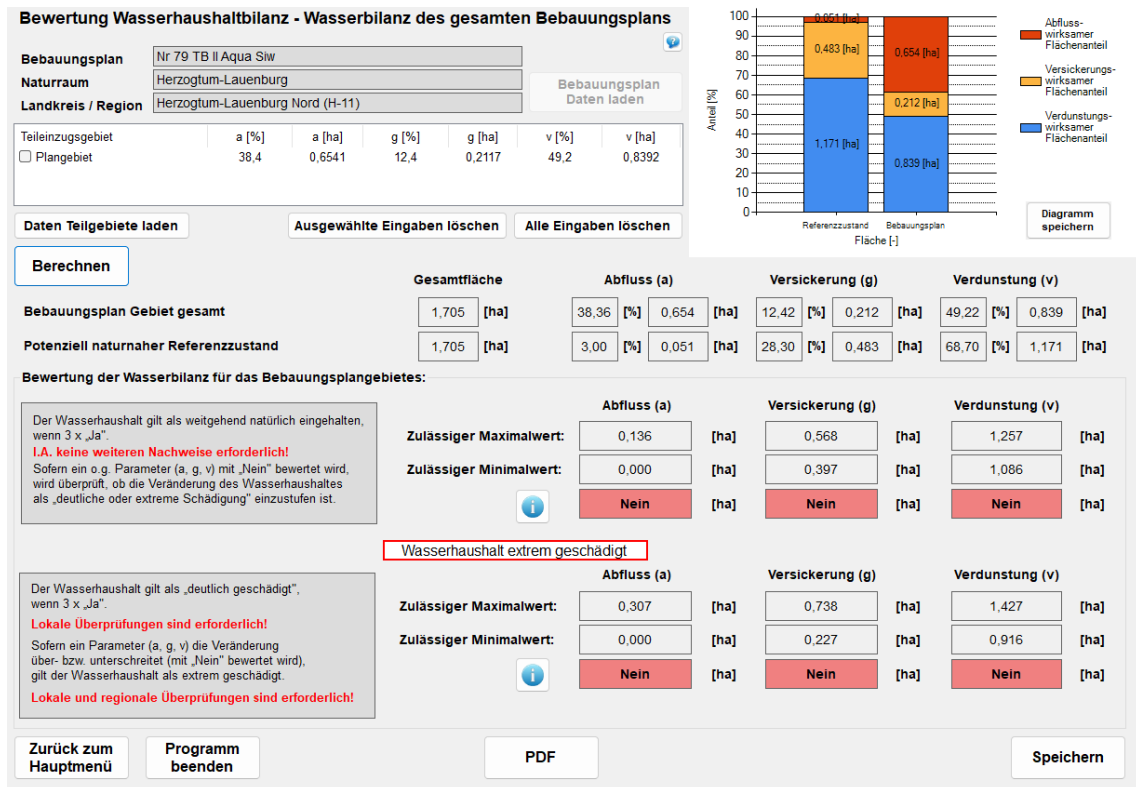 Bewertung Wasserhaushaltbilanz - Wasserbilanz des gesamten Bebauungsplans
Bebauungsplan Nr 79 TB II Aqua Siw
Naturraum Herzogtum-Lauenburg
Landkreis / Region Herzogtum-Lauenburg Nord (H-11)
Bebauungsplan
Daten laden
Teileinzugsgebiet a [%] a [ha] g [%] g [ha] v [%] v [ha]
Plangebiet 38,4 0,6541 12,4 0,2117 49,2 0,8392
Daten Teilgebiete laden
Ausgewählte Eingaben löschen
Alle Eingaben löschen
Anteil [%]
100
90
80
70
60
50
40
30
20
10
0
0,051 [ha]
0,483 [ha]
1,171 [ha]
0,654 [ha]
0,212 [ha]
0,839 [ha]
Referenzzustand Bebauungsplan
Fläche [-]
Abfluss-
wirksamer
Flächenanteil
Versickerungs-
wirksamer
Flächenanteil
Verdunstungs-
wirksamer
Flächenanteil
Diagramm
speichern
Berechnen
Gesamtfläche Abfluss (a) Versickerung (g) Verdunstung (v)
Bebauungsplan Gebiet gesamt 1,705 [ha] 38,36 [%] 0,654 [ha] 12,42 [%] 0,212 [ha] 49,22 [%] 0,839 [ha]
Potenziell naturnaher Referenzzustand 1,705 [ha] 3,00 [%] 0,051 [ha] 28,30 [%] 0,483 [ha] 68,70 [%] 1,171 [ha]
Bewertung der Wasserbilanz für das Bebauungsplangebietes:
Der Wasserhaushalt gilt als weitgehend natürlich eingehalten,
wenn 3 x „Ja".
I.A. keine weiteren Nachweise erforderlich!
Sofern ein o.g. Parameter (a, g, v) mit „Nein" bewertet wird,
wird überprüft, ob die Veränderung des Wasserhaushaltes
als „deutliche oder extreme Schädigung" einzustufen ist.
Abfluss (a) Versickerung (g) Verdunstung (v)
Zulässiger Maximalwert: 0,136 [ha] 0,568 [ha] 1,257 [ha]
Zulässiger Minimalwert: 0,000 [ha] 0,397 [ha] 1,086 [ha]
Nein [ha] Nein [ha] Nein [ha]
Wasserhaushalt extrem geschädigt
Der Wasserhaushalt gilt als „deutlich geschädigt",
wenn 3 x „Ja".
Lokale Überprüfungen sind erforderlich!
Sofern ein Parameter (a, g, v) die Veränderung
über- bzw. unterschreitet (mit „Nein" bewertet wird),
gilt der Wasserhaushalt als extrem geschädigt.
Lokale und regionale Überprüfungen sind erforderlich!
Abfluss (a) Versickerung (g) Verdunstung (v)
Zulässiger Maximalwert: 0,307 [ha] 0,738 [ha] 1,427 [ha]
Zulässiger Minimalwert: 0,000 [ha] 0,227 [ha] 0,916 [ha]
Nein [ha] Nein [ha] Nein [ha]
Zurück zum
Hauptmenü
Programm
beenden
PDF
Speichern